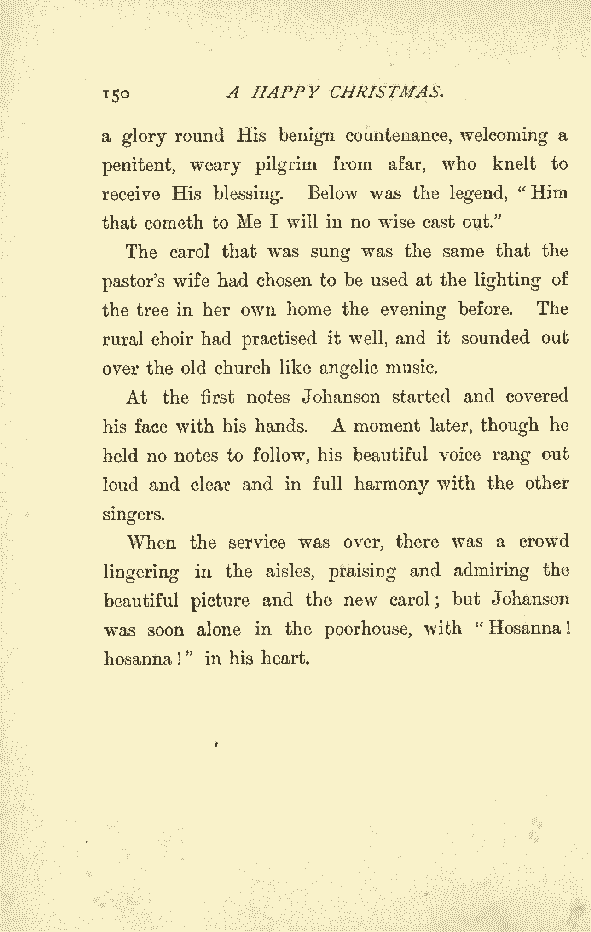 150 A HAPPY CHRISTMAS.
a glory round His benign countenance, welcoming a
penitent, weary pilgrim from afar, who knelt to
receive His blessing. Below was the legend, “Him
that cometh to Me I will in no wise cast out.”
The carol that was sung was the same that the
pastor’s wife had chosen to be used at the lighting of
the tree in her own home the evening before. The
rural choir had practised it well, and it sounded out
over the old church like angelic music.
At the first notes Johanson started and covered
his face with his hands. A moment later, though he
held no notes to follow, his beautiful voice rang out
loud and clear and in full harmony with the other
singers.
When the service was over, there was a crowd
lingering in the aisles, praising and admiring the
beautiful picture and the new carol; but Johanson
was soon alone in the poorhouse, with “Hosanna!
hosanna!” in his heart.